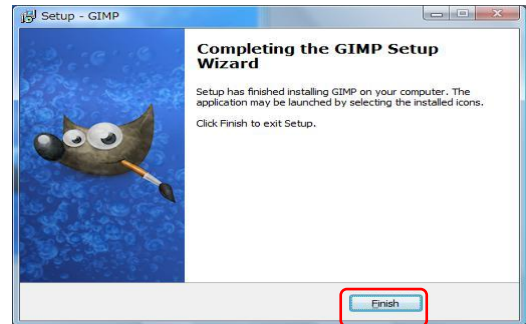 Setup - GIMP
Completing the GIMP Setup
Wizard
Setup has finished installing GIMP on your computer. The
application may be launched by selecting the installed icons.
Click Finish to exit Setup.
Finish